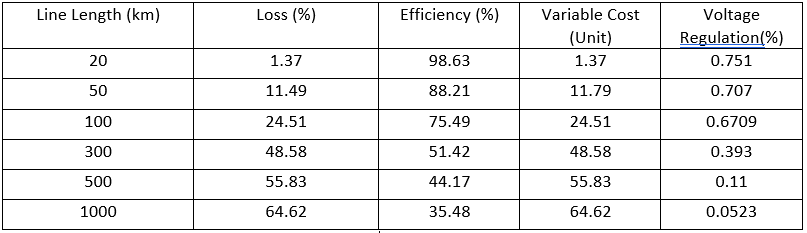 Line Length (km) Loss (%) Efficiency (%) Variable Cost (Unit) Voltage Regulation(%)
20 1.37 98.63 1.37 0.751
50 11.49 88.21 11.79 0.707
100 24.51 75.49 24.51 0.6709
300 48.58 51.42 48.58 0.393
500 55.83 44.17 55.83 0.11
1000 64.62 35.48 64.62 0.0523